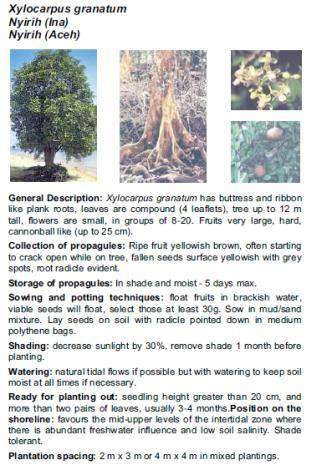 Xylocarpus granatum
Nyirih (Ina)
Nyirih (Aceh)
General Description: Xylocarpus granatum has buttress and ribbon
like plank roots, leaves are compound (4 leaflets), tree up to 12 m
tall, flowers are small, in groups of 8-20. Fruits very large, hard,
cannonball like (up to 25 cm).
Collection of propagules: Ripe fruit yellowish brown, often starting
to crack open while on tree, fallen seeds surface yellowish with grey
spots, root radicle evident.
Storage of propagules: In shade and moist - 5 days max.
Sowing and potting techniques: float fruits in brackish water,
viable seeds will float, select those at least 30g. Sow in mud/sand
mixture. Lay seeds on soil with radicle pointed down in medium
polythene bags.
Shading: decrease sunlight by 30%, remove shade 1 month before
planting.
Watering: natural tidal flows if possible but with watering to keep soil
moist at all times if necessary.
Ready for planting out: seedling height greater than 20 cm, and
more than two pairs of leaves, usually 3-4 months.Position on the
shoreline: favours the mid-upper levels of the intertidal zone where
there is abundant freshwater influence and low soil salinity. Shade
tolerant.
Plantation spacing: 2 m x 3 m or 4 m x 4 m in mixed plantings.